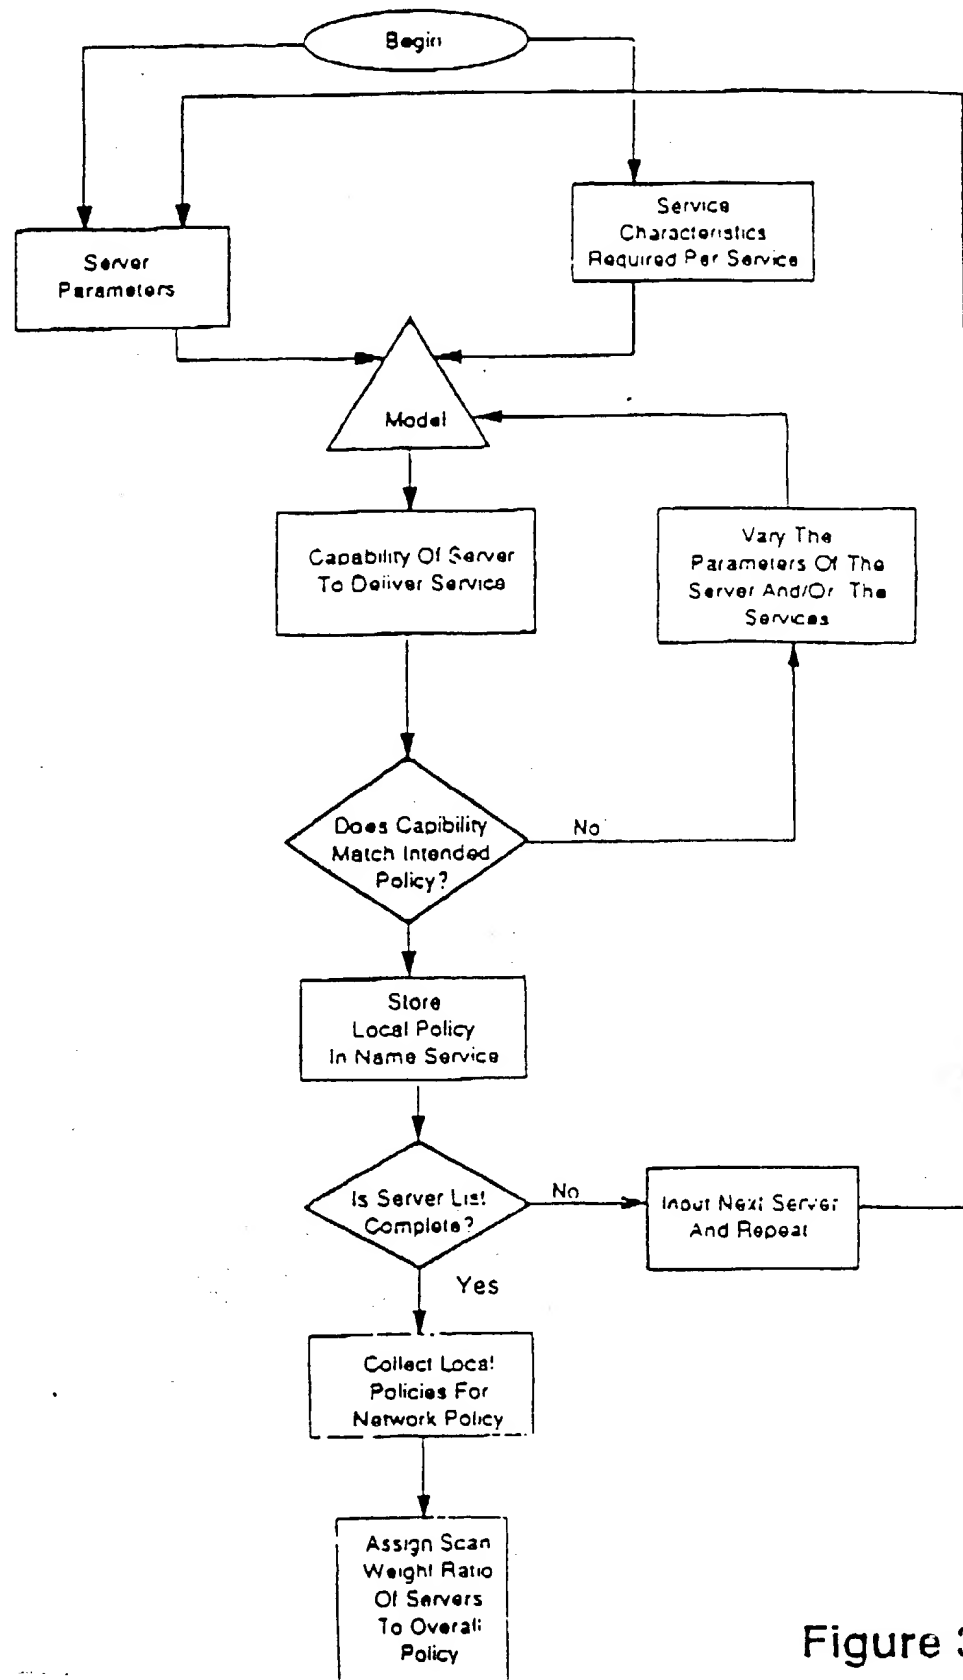 Begin
Service
Characteristics
Required Per Service
Server
Parameters
Model
Capability Of Server
To Deliver Service
Vary The
Parameters Of The
Server And/Or The
Services
Does Capibility
Match Intended
Policy?
No
Store
Local Policy
In Name Service
Is Server List
Complete?
No
Input Next Server
And Repeat
Yes
Collect Local
Policies For
Network Policy
Assign Scan
Weight Ratio
Of Servers
To Overall
Policy
Figure 3